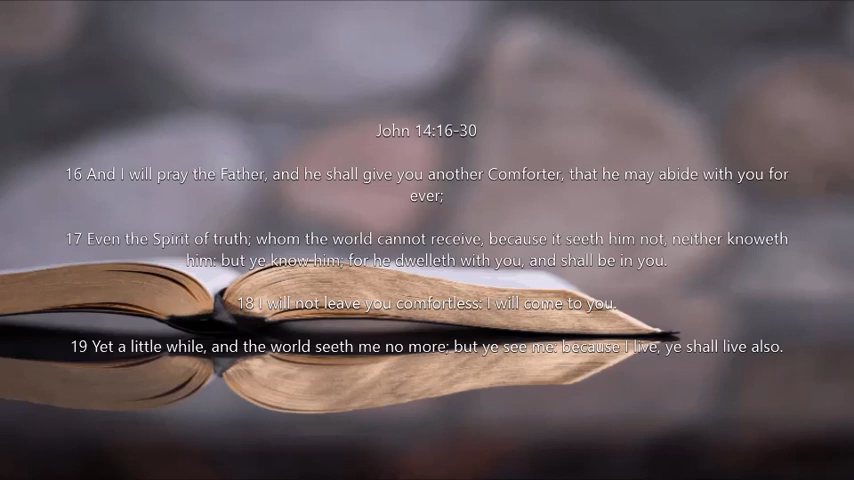 John 14:16-30
16 And I will pray the Father, and he shall give you another Comforter, that he may abide with you for
ever;
17 Even the Spirit of truth; whom the world cannot receive, because it seeth him not, neither knoweth
him: but ye know him; for he dwelleth with you, and shall be in you.
18 I will not leave you comfortless: I will come to you.
19 Yet a little while, and the world seeth me no more; but ye see me: because I live, ye shall live also.